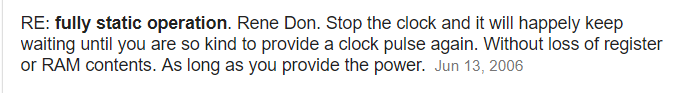 RE: fully static operation. Rene Don. Stop the clock and it will happely keep
waiting until you are so kind to provide a clock pulse again. Without loss of register
or RAM contents. As long as you provide the power. Jun 13, 2006